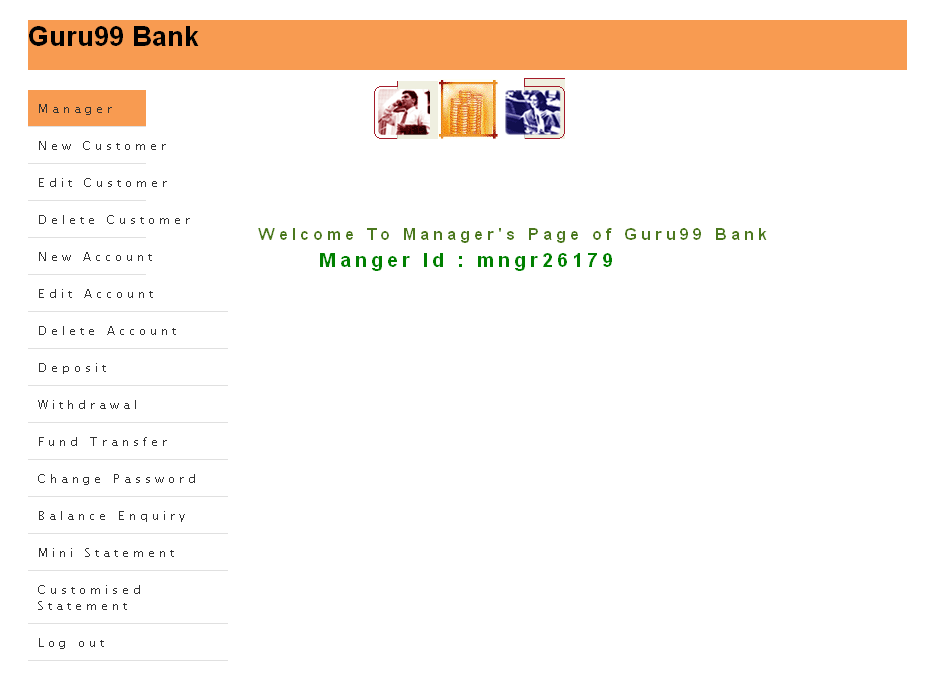 Guru99 Bank
Manager
New Customer
Edit Customer
Delete Customer
New Account
Edit Account
Delete Account
Deposit
Withdrawal
Fund Transfer
Change Password
Balance Enquiry
Mini Statement
Customised
Statement
Log out
Welcome To Manager's Page of Guru99 Bank
Manger Id : mngr26179